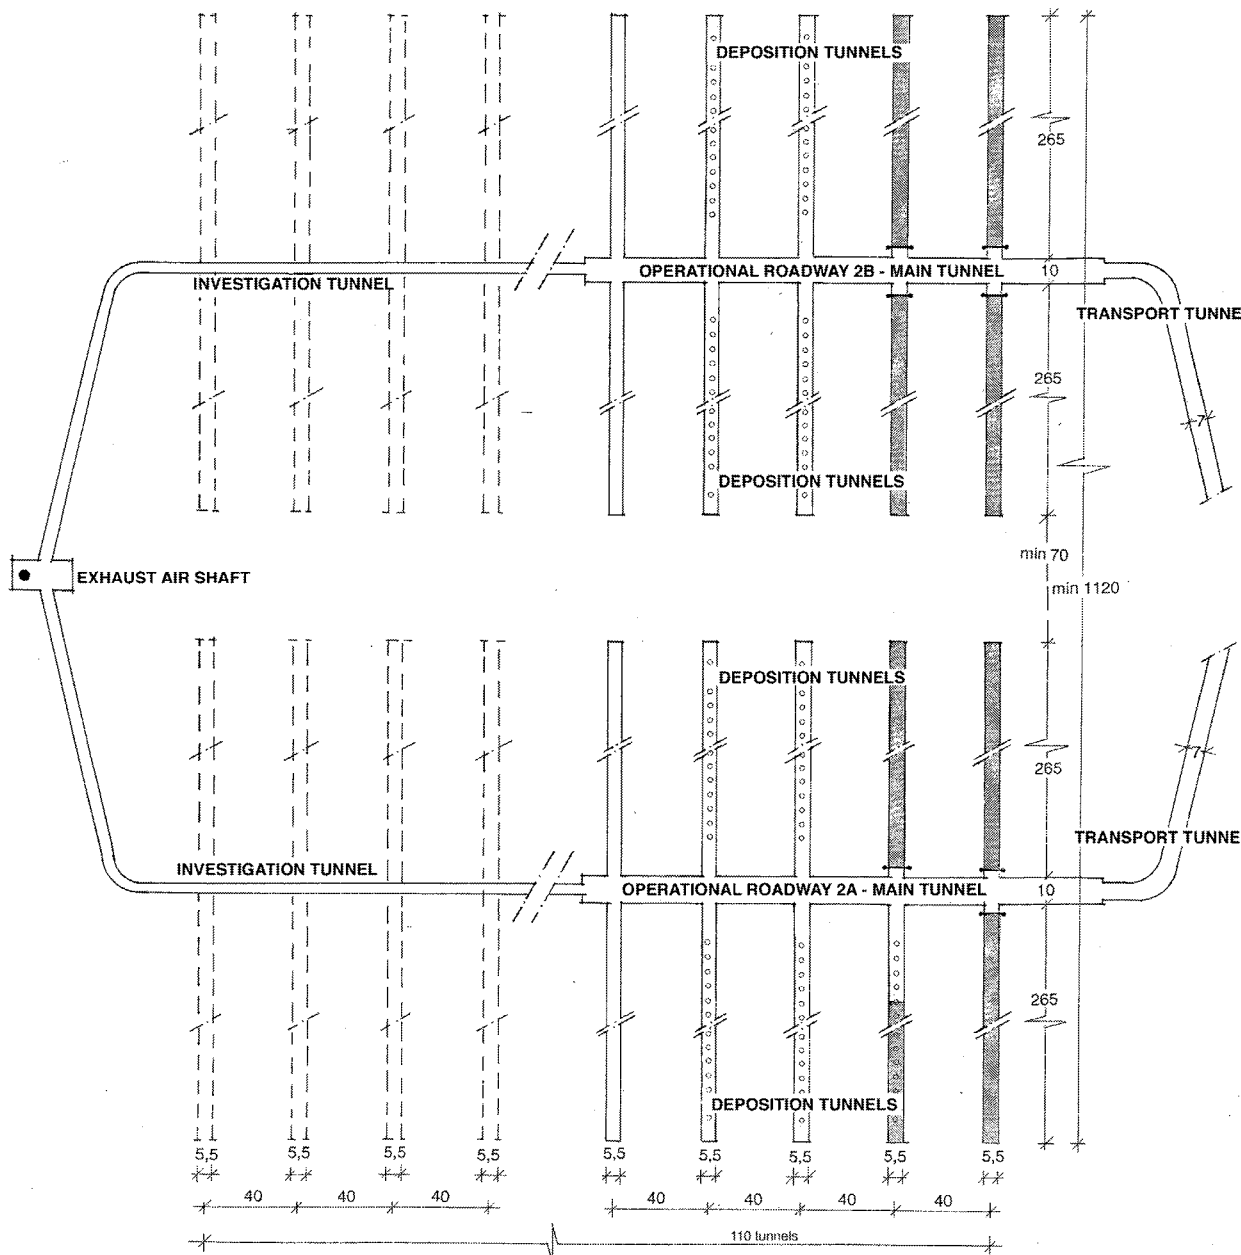 DEPOSITION TUNNELS
265
INVESTIGATION TUNNEL
OPERATIONAL ROADWAY 2B - MAIN TUNNEL
10
TRANSPORT TUNNE
265
7
DEPOSITION TUNNELS
min 70
EXHAUST AIR SHAFT
min 1120
DEPOSITION TUNNELS
7
265
TRANSPORT TUNNE
INVESTIGATION TUNNEL
OPERATIONAL ROADWAY 2A - MAIN TUNNEL
10
265
DEPOSITION TUNNELS
5,5 5,5 5,5 5,5 5,5 5,5 5,5 5,5 5,5
40 40 40 40 40 40 40
110 tunnels